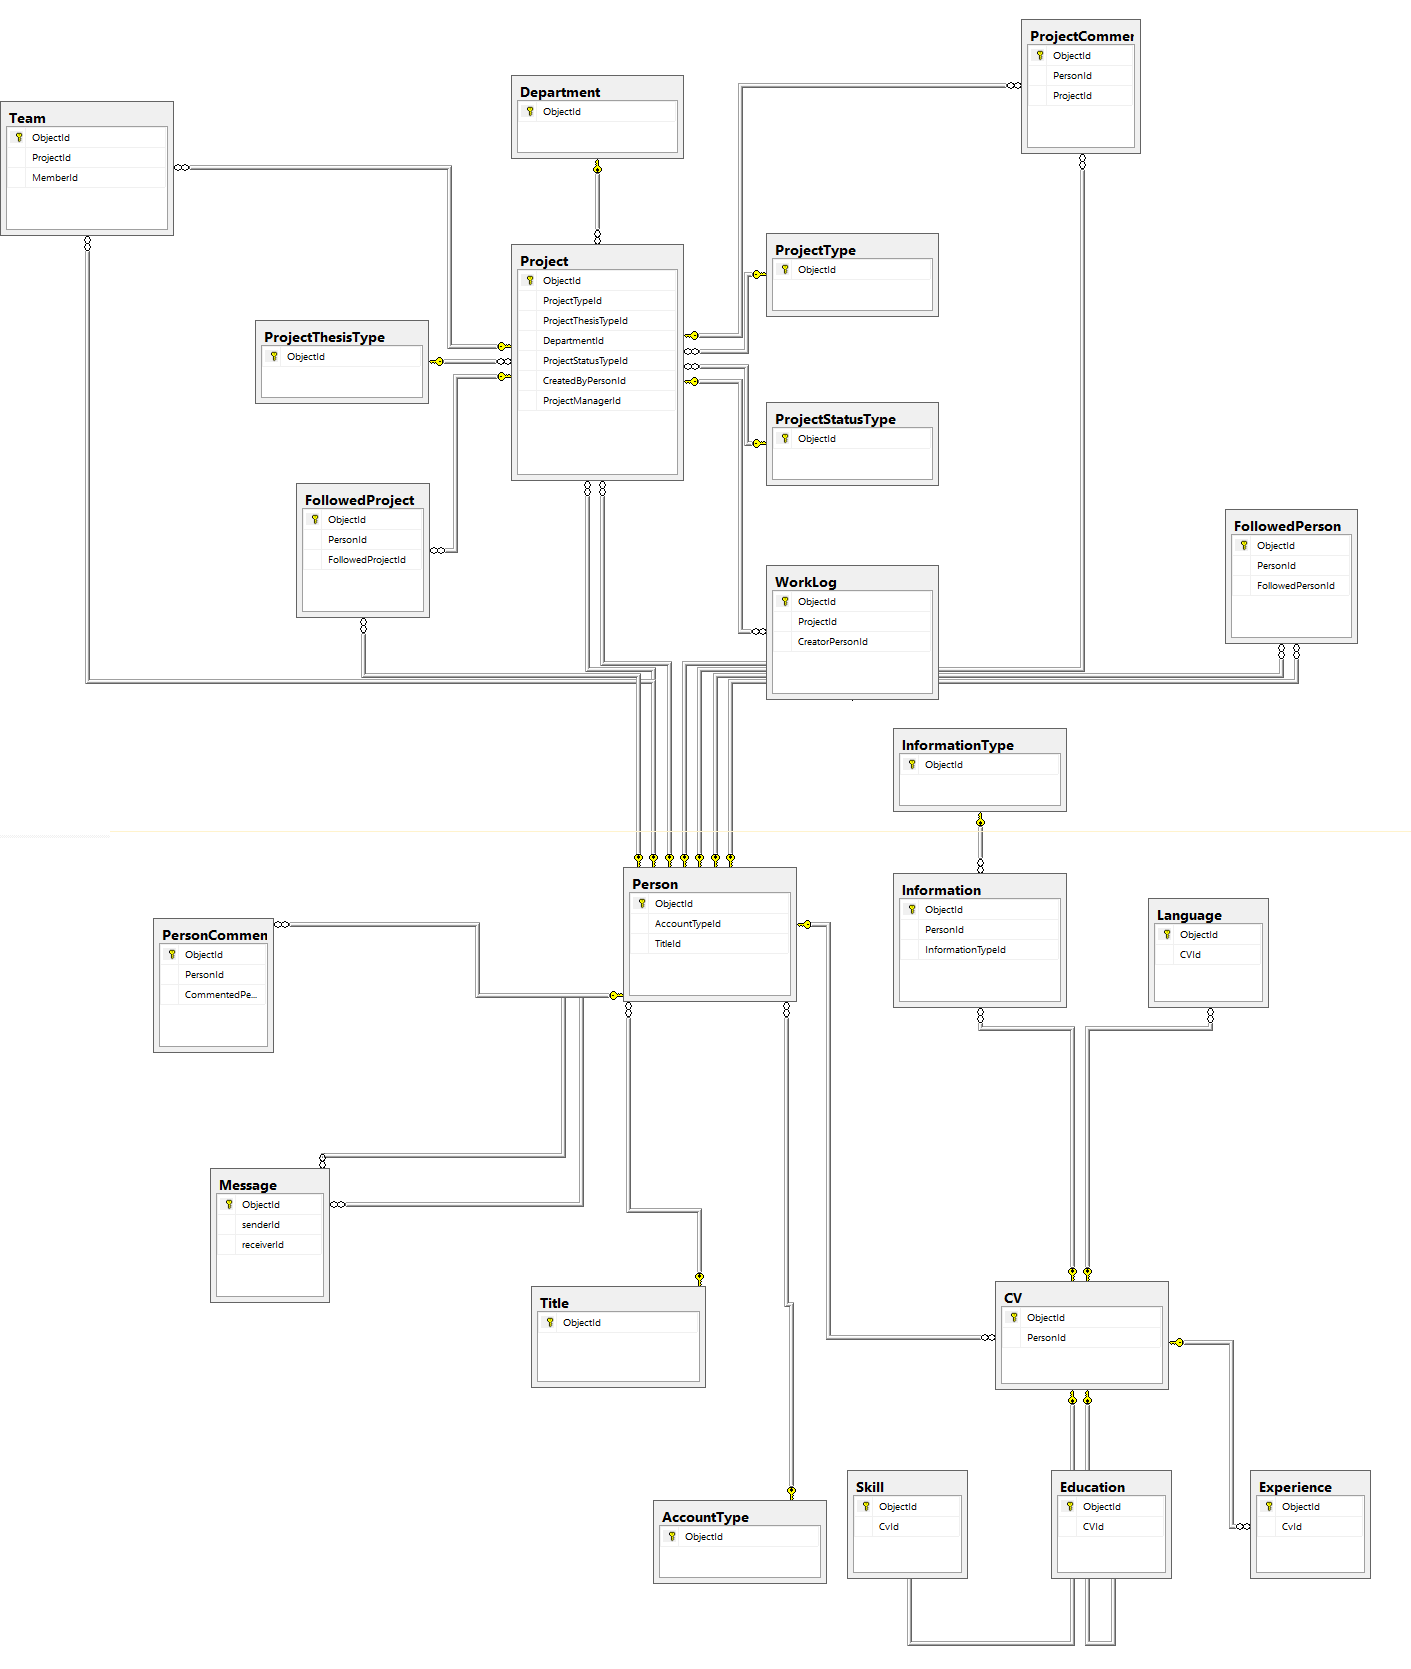 ProjectCommer
ObjectId
PersonId
ProjectId
Department
ObjectId
Team
ObjectId
ProjectId
MemberId
ProjectType
ObjectId
Project
ObjectId
ProjectTypeId
ProjectThesisTypeId
DepartmentId
ProjectStatusTypeId
CreatedByPersonId
ProjectManagerId
ProjectThesisType
ObjectId
ProjectStatusType
ObjectId
FollowedProject
ObjectId
PersonId
FollowedProjectId
FollowedPerson
ObjectId
PersonId
FollowedPersonId
WorkLog
ObjectId
ProjectId
CreatorPersonId
InformationType
ObjectId
Person
ObjectId
AccountTypeId
TitleId
Information
ObjectId
PersonId
InformationTypeId
Language
ObjectId
CVId
PersonCommen
ObjectId
PersonId
CommentedPe...
Message
ObjectId
senderId
receiverId
Title
ObjectId
CV
ObjectId
PersonId
AccountType
ObjectId
Skill
ObjectId
CvId
Education
ObjectId
CVId
Experience
ObjectId
CvId